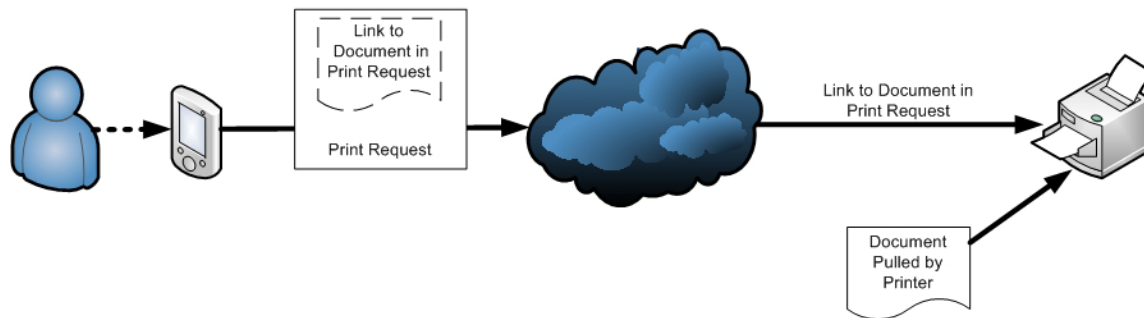 Link to
Document in
Print Request
Print Request
Link to Document in
Print Request
Document
Pulled by
Printer